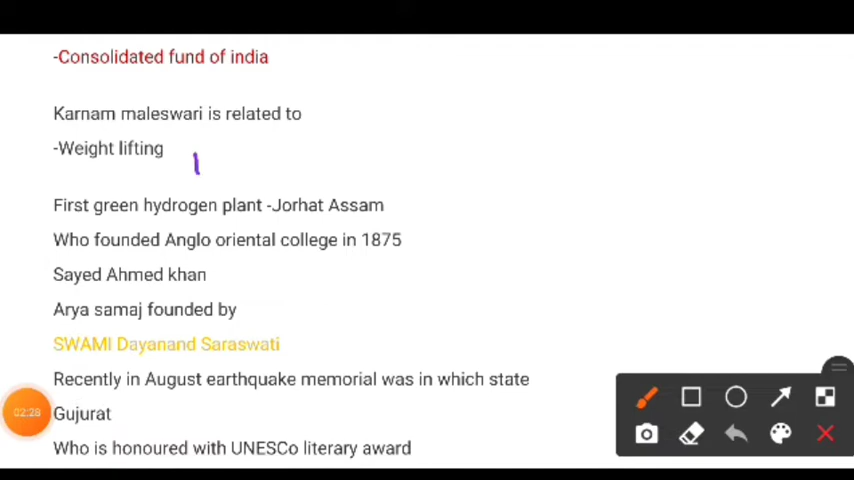 -Consolidated fund of india
Karnam maleswari is related to
-Weight lifting
First green hydrogen plant -Jorhat Assam
Who founded Anglo oriental college in 1875
Sayed Ahmed khan
Arya samaj founded by
SWAMI Dayanand Saraswati
Recently in August earthquake memorial was in which state
02:28
Gujurat
Who is honoured with UNESCo literary award